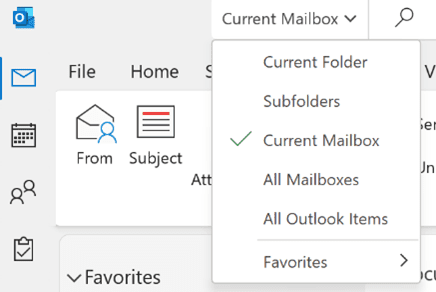 Current Mailbox
Current Folder
File Home
Subfolders
Current Mailbox
From Subject
All Mailboxes
All Outlook Items
Favorites
Favorites